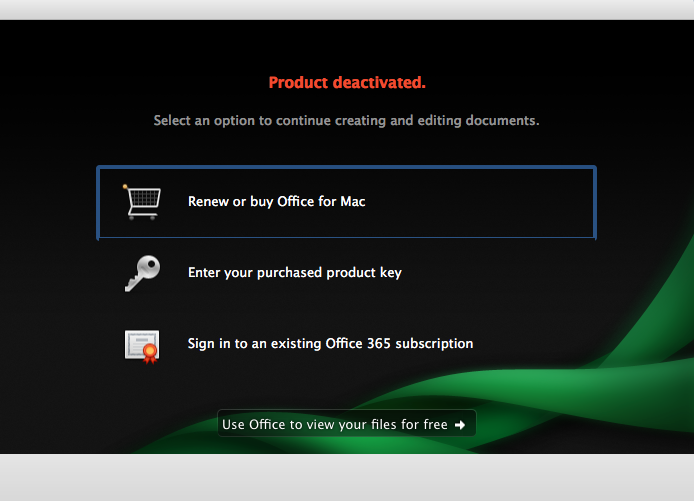 Product deactivated.
Select an option to continue creating and editing documents.
Renew or buy Office for Mac
Enter your purchased product key
Sign in to an existing Office 365 subscription
Use Office to view your files for free ➔